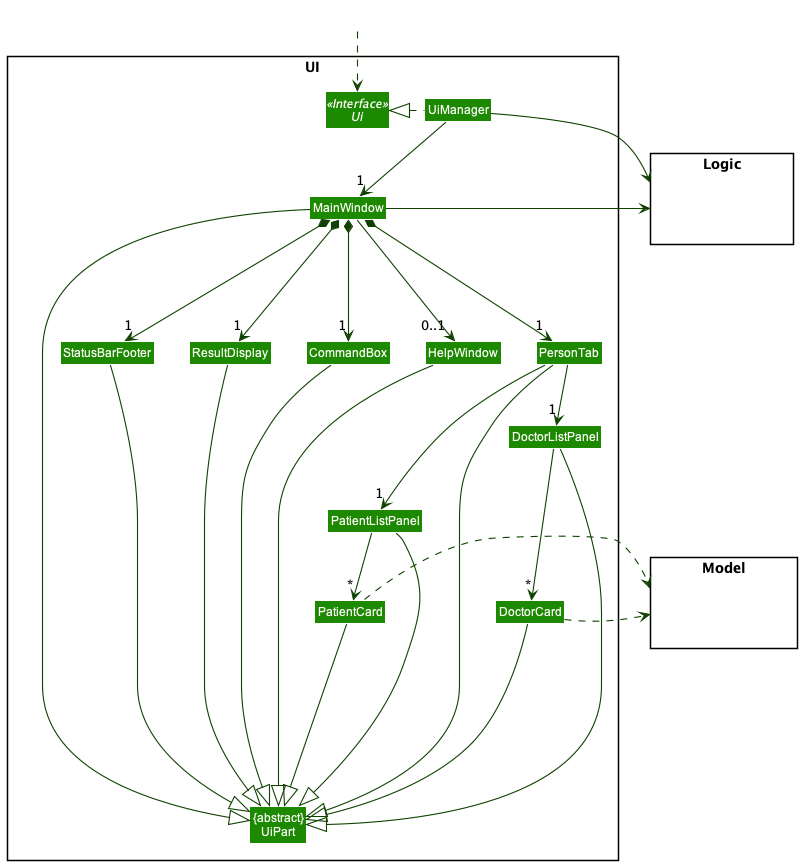 UI
«Interface»
Ui
UiManager
Logic
1
MainWindow
1
1
1
0..1
1
StatusBarFooter
ResultDisplay
CommandBox
HelpWindow
PersonTab
1
DoctorListPanel
1
PatientListPanel
Model
*
*
PatientCard
DoctorCard
{abstract}
UiPart